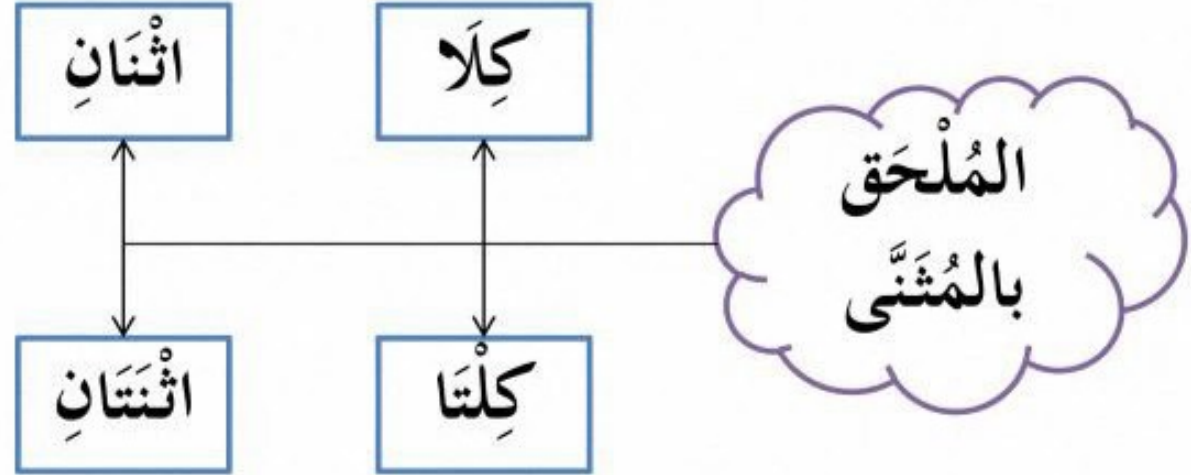 المُلْحَق
بالمُثَنَّى
كِلَا
اثْنَانِ
كِلْتَا
اثْنَتَانِ